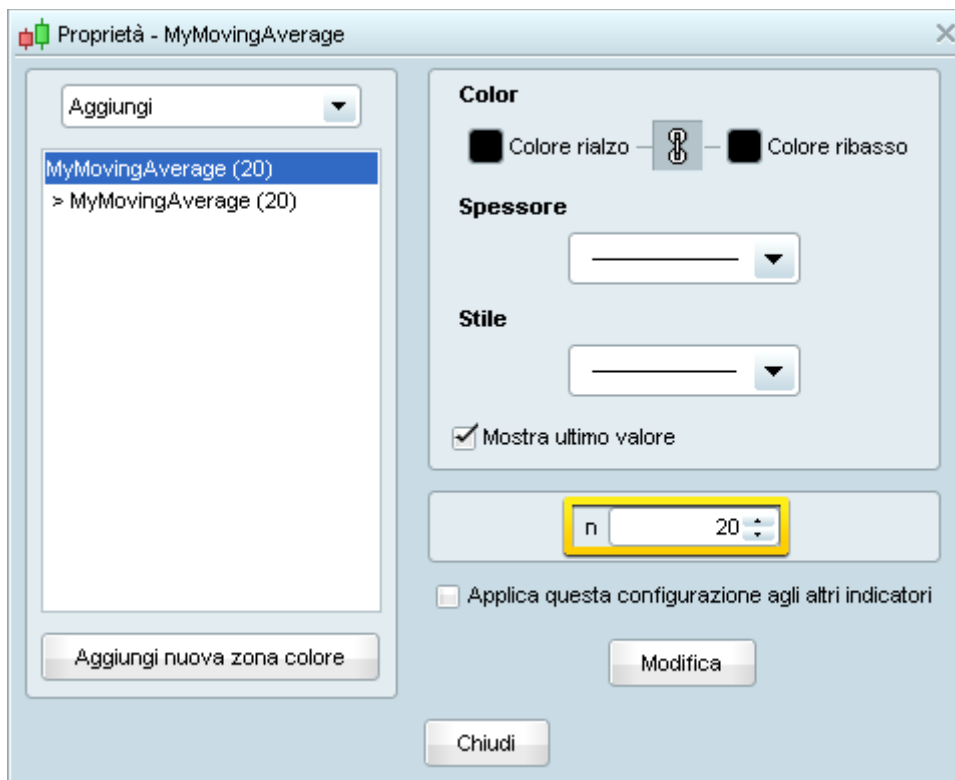 Proprietà - MyMovingAverage
Aggiungi
MyMovingAverage (20)
> MyMovingAverage (20)
Aggiungi nuova zona colore
Color
Colore rialzo
Colore ribasso
Spessore
Stile
Mostra ultimo valore
n 20
Applica questa configurazione agli altri indicatori
Modifica
Chiudi